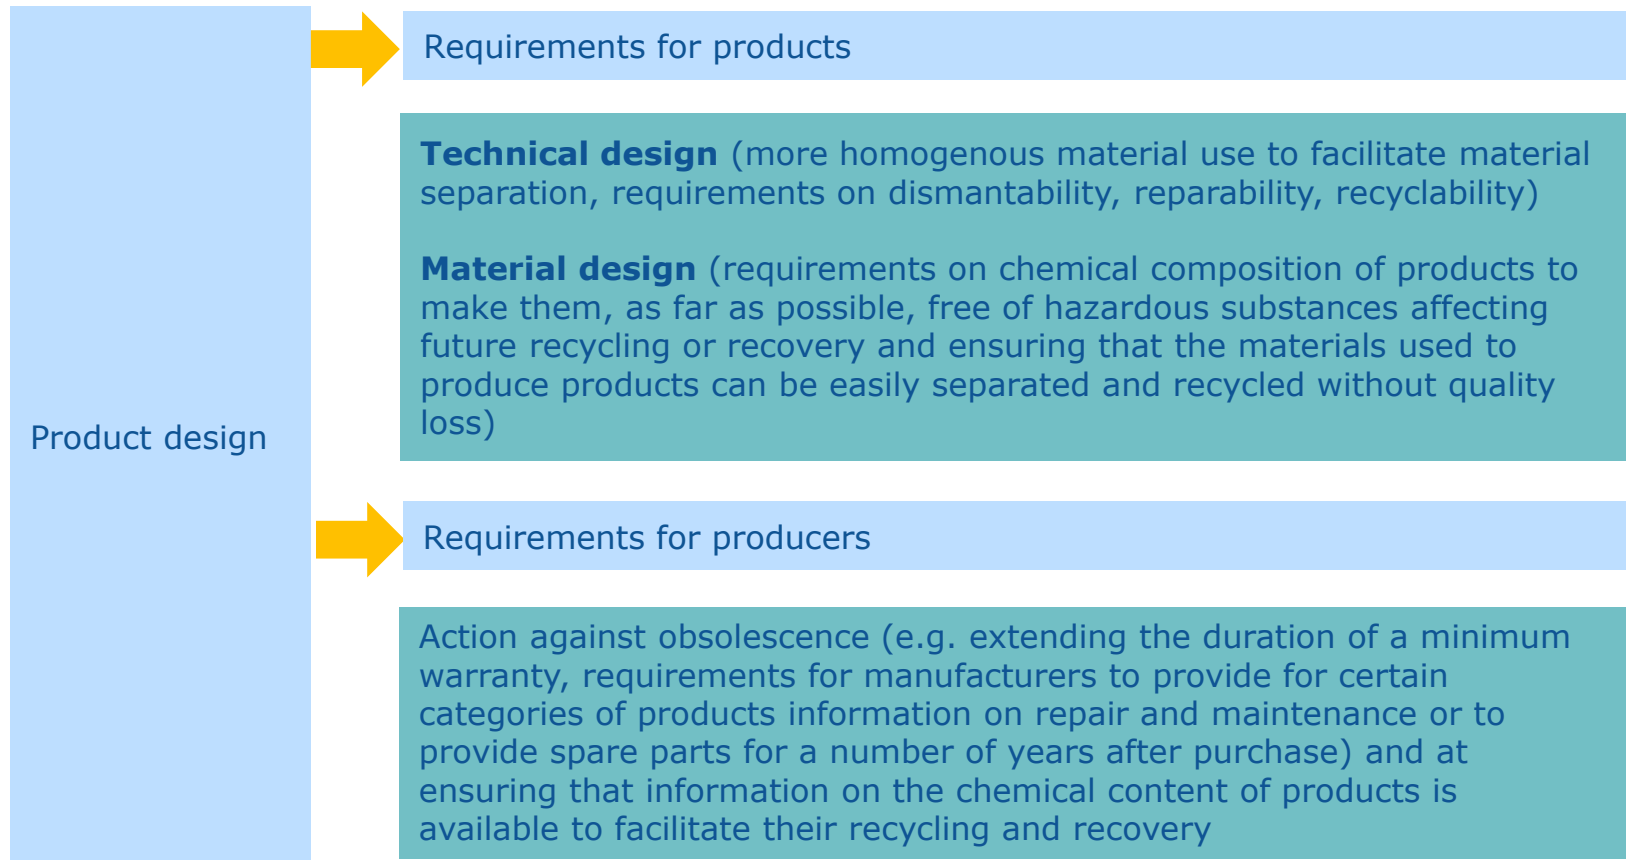 Product design
Requirements for products
Technical design (more homogenous material use to facilitate material
separation, requirements on dismantability, reparability, recyclability)
Material design (requirements on chemical composition of products to
make them, as far as possible, free of hazardous substances affecting
future recycling or recovery and ensuring that the materials used to
produce products can be easily separated and recycled without quality
loss)
Requirements for producers
Action against obsolescence (e.g. extending the duration of a minimum
warranty, requirements for manufacturers to provide for certain
categories of products information on repair and maintenance or to
provide spare parts for a number of years after purchase) and at
ensuring that information on the chemical content of products is
available to facilitate their recycling and recovery